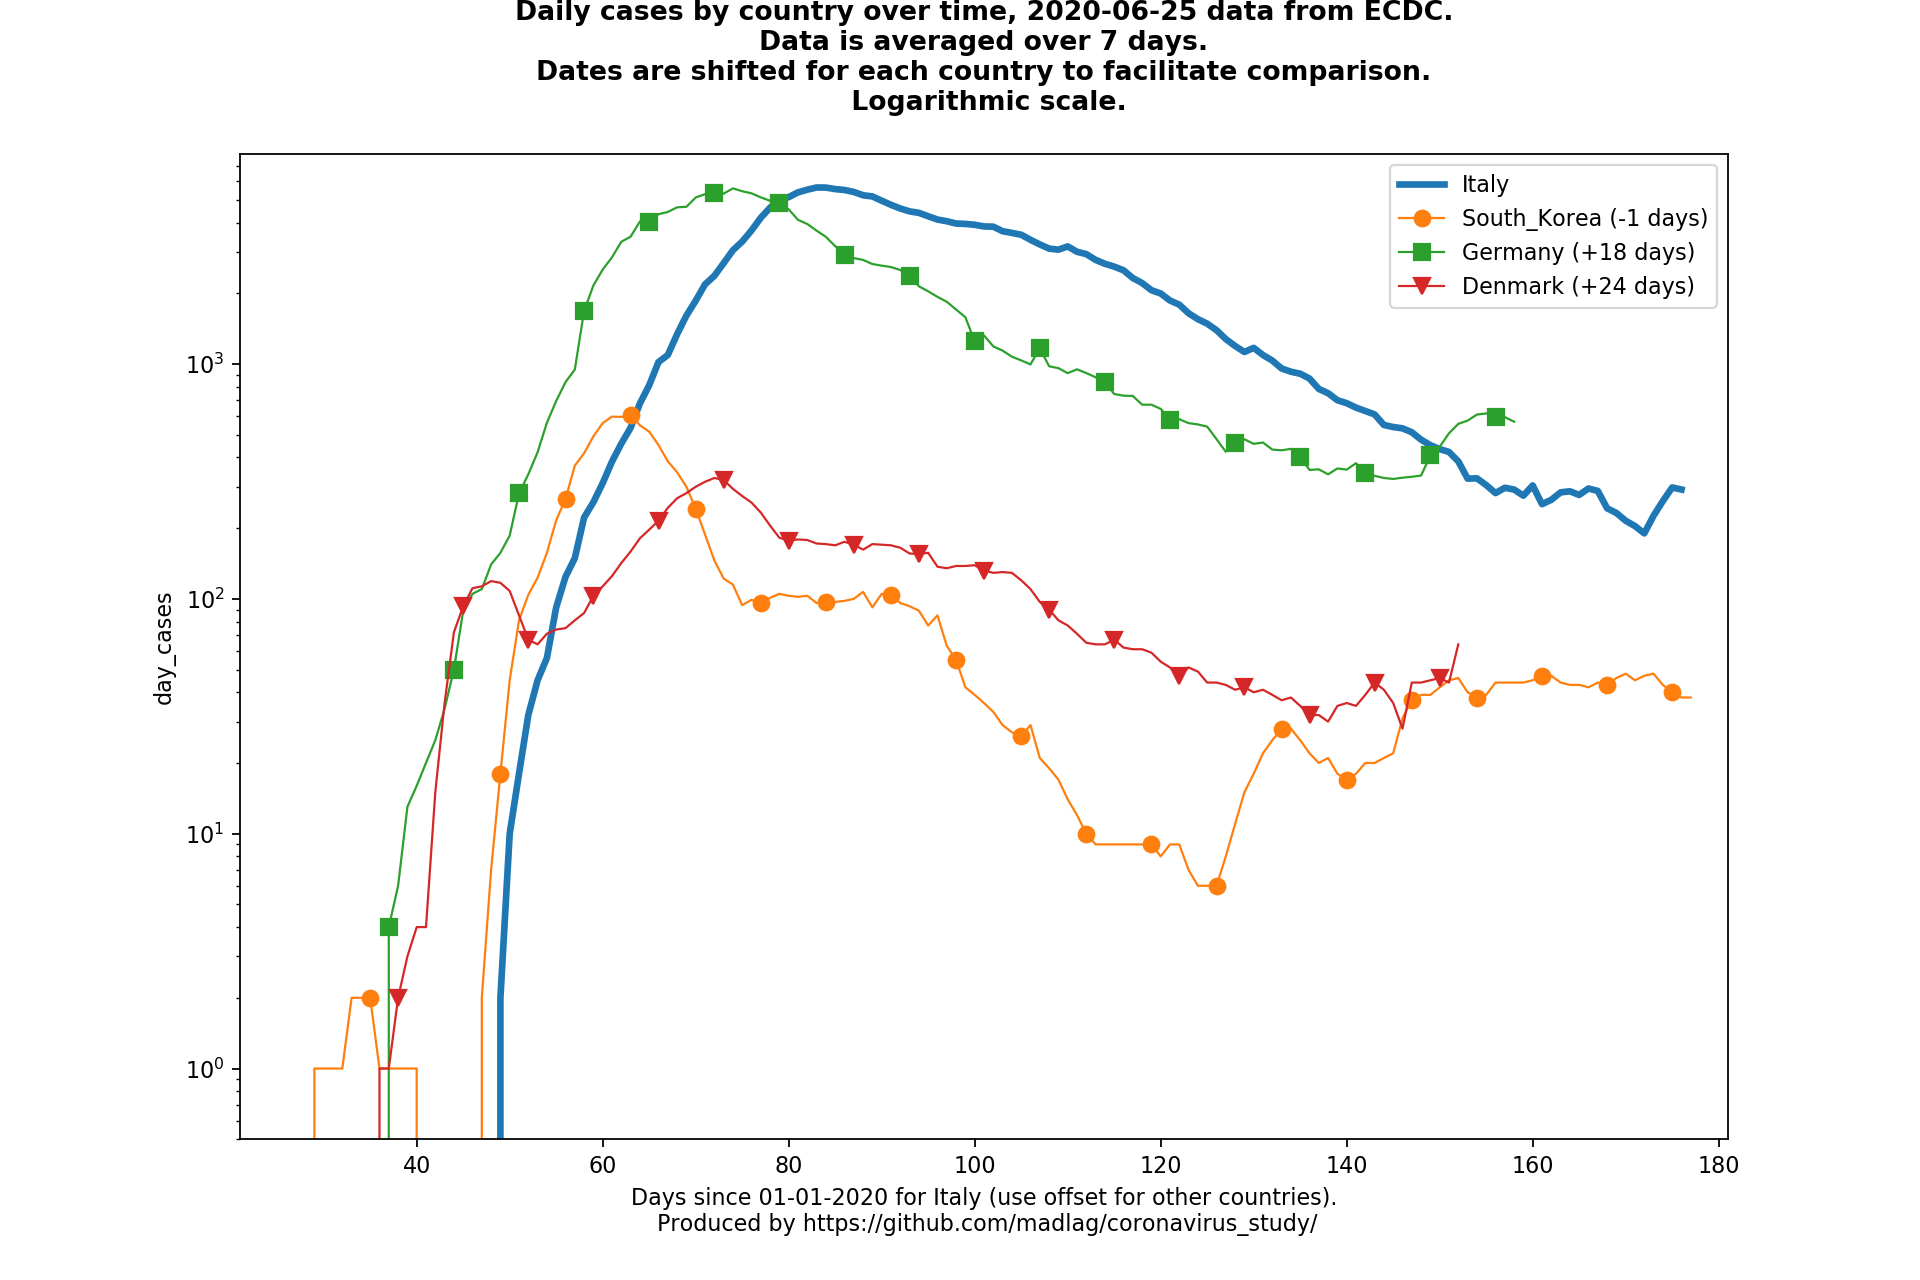 Daily cases by country over time, 2020-06-25 data from ECDC.
Data is averaged over 7 days.
Dates are shifted for each country to facilitate comparison.
Logarithmic scale.
Italy
South_Korea (-1 days)
Germany (+18 days)
Denmark (+24 days)
day_cases
10³
10²
10¹
10⁰
40 60 80 100 120 140 160 180
Days since 01-01-2020 for Italy (use offset for other countries).
Produced by https://github.com/madlag/coronavirus_study/